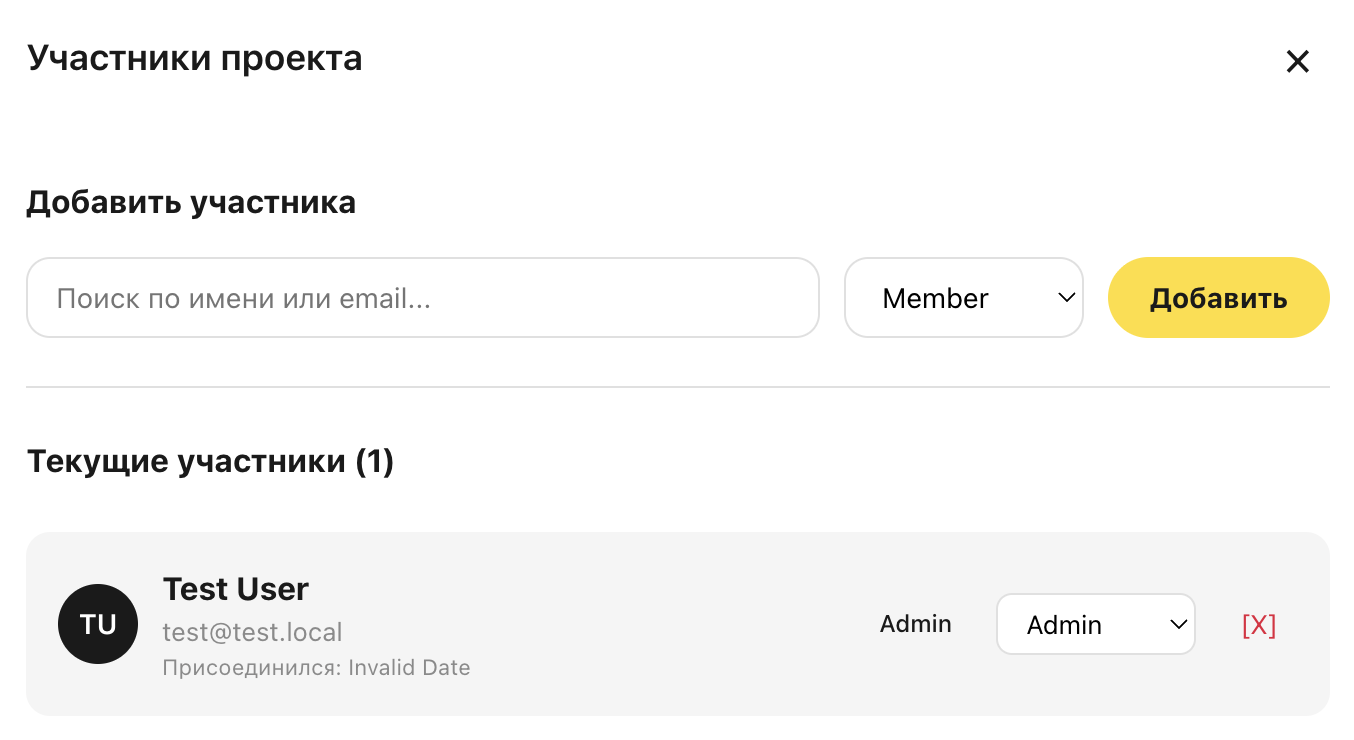 Участники проекта
Добавить участника
Поиск по имени или email...
Member
Добавить
Текущие участники (1)
TU
Test User
test@test.local
Присоединился: Invalid Date
Admin
Admin
[X]